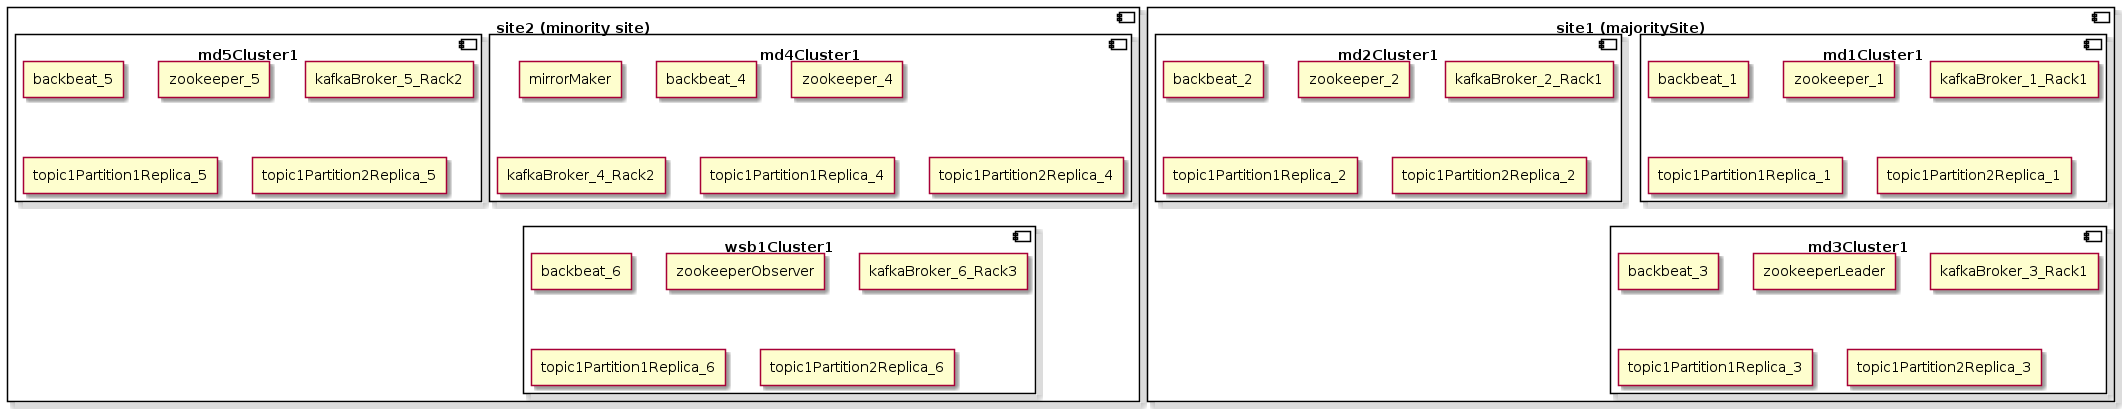 site2 (minority site)
md5Cluster1
backbeat_5
zookeeper_5
kafkaBroker_5_Rack2
topic1Partition1Replica_5
topic1Partition2Replica_5
md4Cluster1
mirrorMaker
backbeat_4
zookeeper_4
kafkaBroker_4_Rack2
topic1Partition1Replica_4
topic1Partition2Replica_4
wsb1Cluster1
backbeat_6
zookeeperObserver
kafkaBroker_6_Rack3
topic1Partition1Replica_6
topic1Partition2Replica_6
site1 (majoritySite)
md2Cluster1
backbeat_2
zookeeper_2
kafkaBroker_2_Rack1
topic1Partition1Replica_2
topic1Partition2Replica_2
md1Cluster1
backbeat_1
zookeeper_1
kafkaBroker_1_Rack1
topic1Partition1Replica_1
topic1Partition2Replica_1
md3Cluster1
backbeat_3
zookeeperLeader
kafkaBroker_3_Rack1
topic1Partition1Replica_3
topic1Partition2Replica_3